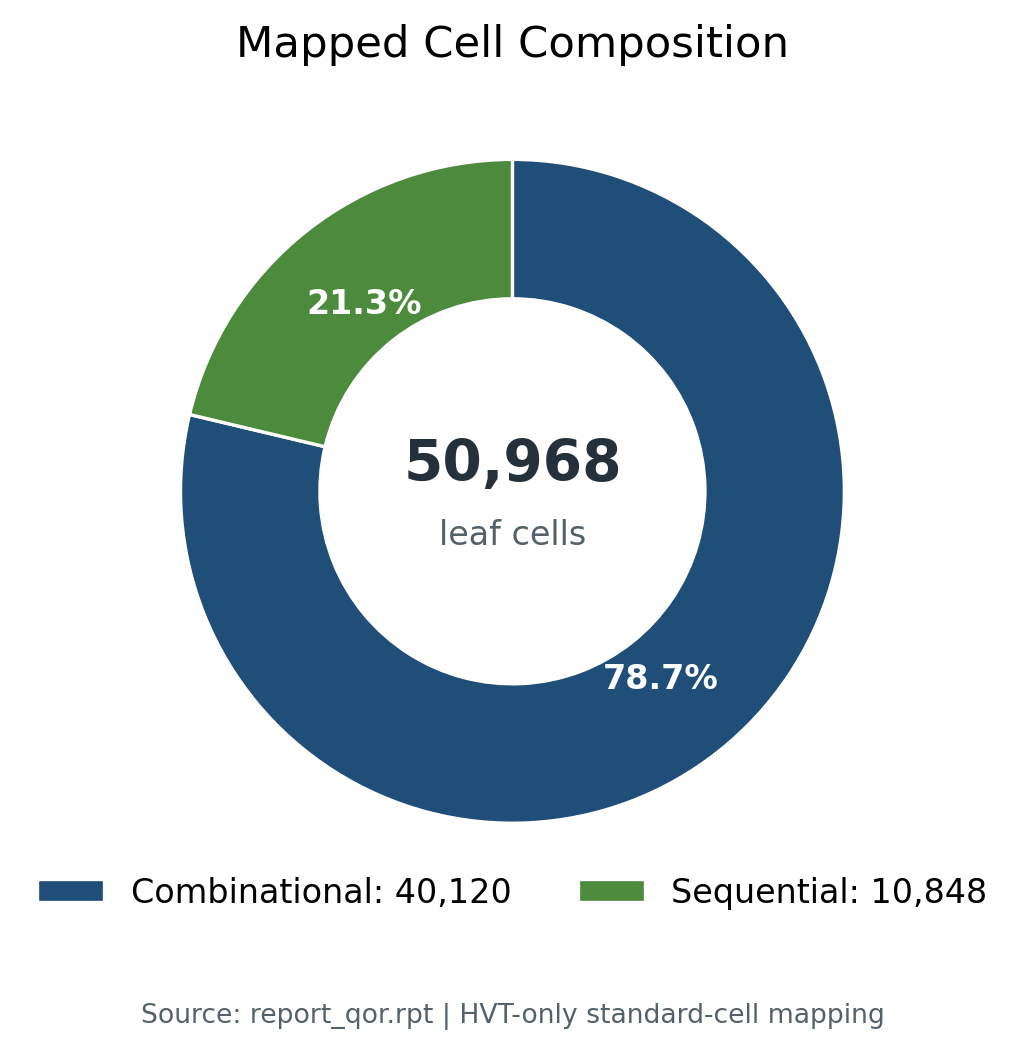 Mapped Cell Composition
21.3%
50,968
leaf cells
78.7%
Combinational: 40,120
Sequential: 10,848
Source: report_qor.rpt | HVT-only standard-cell mapping